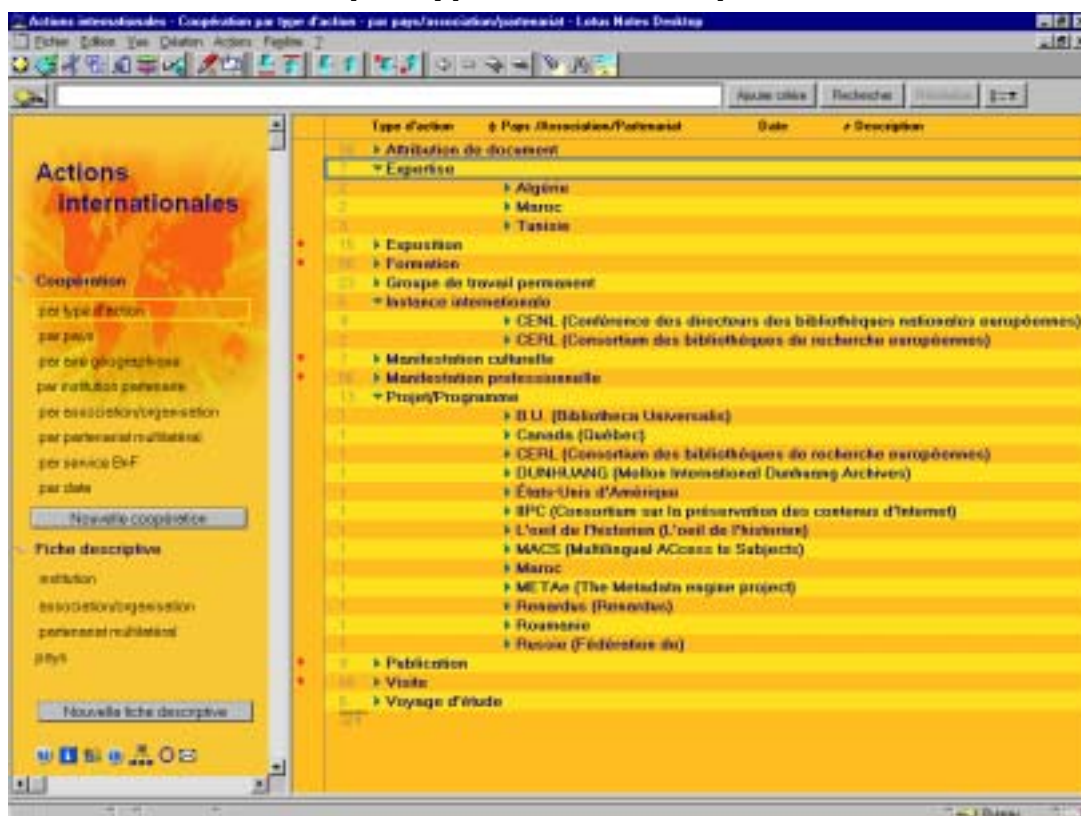 Actions internationales - Coopération par type d'action - par pays/association/partenariat - Lotus Notes Desktop
Fichier Edition Vue Création Actions Fenêtre ?
Ajouter critère Rechercher
Type d'action Pays /Association/Partenariat Date Description
Attribution de document
Expertise
Algérie
Maroc
Tunisie
Exposition
Formation
Groupe de travail permanent
Instance internationale
CENL (Conférence des directeurs des bibliothèques nationales européennes)
CERL (Consortium des bibliothèques de recherche européennes)
Manifestation culturelle
Manifestation professionnelle
Projet/Programme
B.U. (Bibliotheca Universalis)
Canada (Québec)
CERL (Consortium des bibliothèques de recherche européennes)
DUNHUANG (Mellon International Dunhuang Archives)
États-Unis d'Amérique
IIPC (Consortium sur la préservation des contenus d'Internet)
L'oeil de l'historien (L'oeil de l'historien)
MACS (Multilingual ACcess to Subjects)
Maroc
METAe (The Metadata engine project)
Renardus (Renardus)
Roumanie
Russie (Fédération de)
Publication
Visite
Voyage d'étude
Actions
internationales
Coopération
par type d'action
par pays
par aire géographique
par institution partenaire
par association/organisation
par partenariat multilatéral
par service BnF
par date
Nouvelle coopération
Fiche descriptive
institution
association/organisation
partenariat multilatéral
pays
Nouvelle fiche descriptive